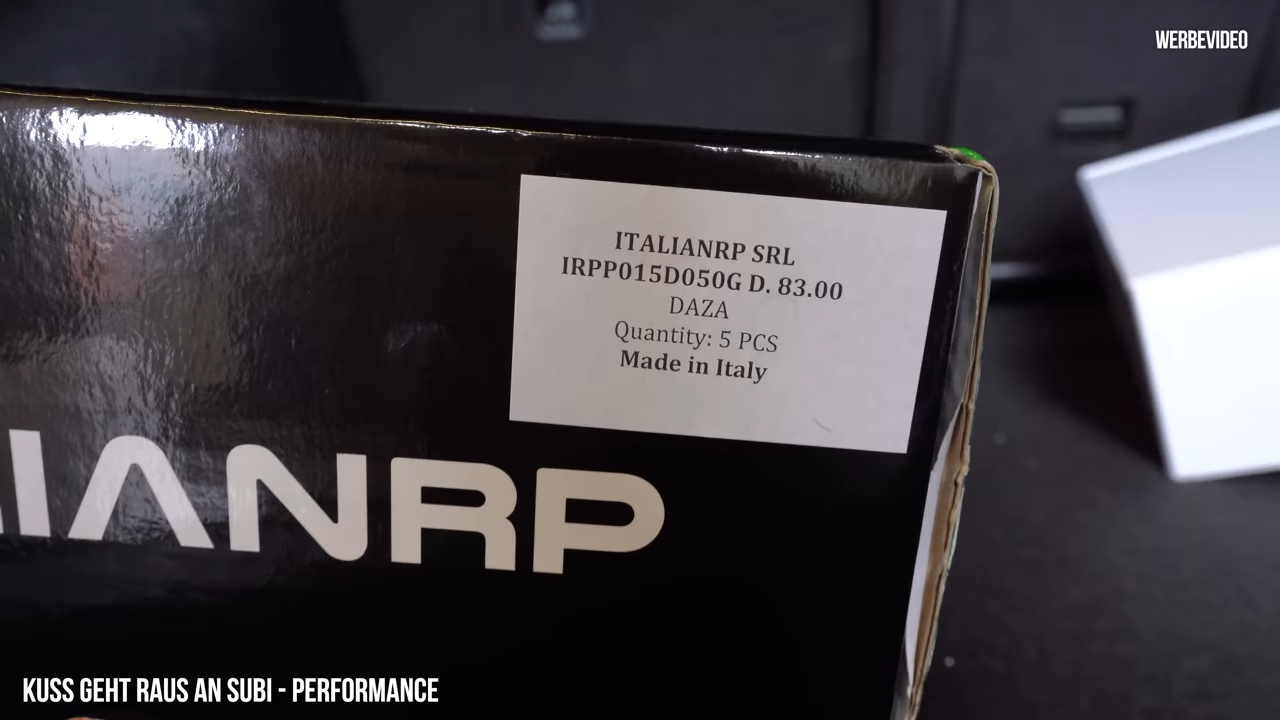 WERBEVIDEO
ITALIANRP SRL
IRPP015D050G D. 83.00
DAZA
Quantity: 5 PCS
Made in Italy
LIANRP
KUSS GEHT RAUS AN SUBI - PERFORMANCE